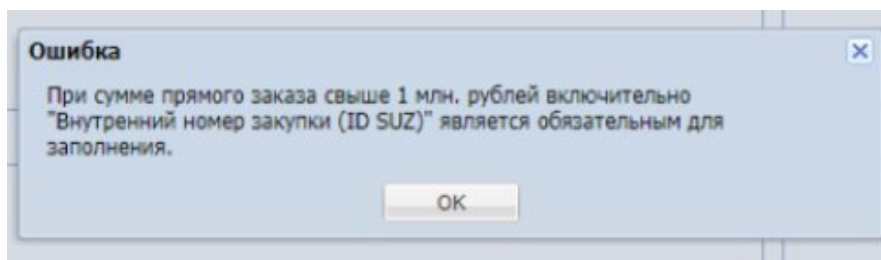 Ошибка
При сумме прямого заказа свыше 1 млн. рублей включительно
"Внутренний номер закупки (ID SUZ)" является обязательным для
заполнения.
OK